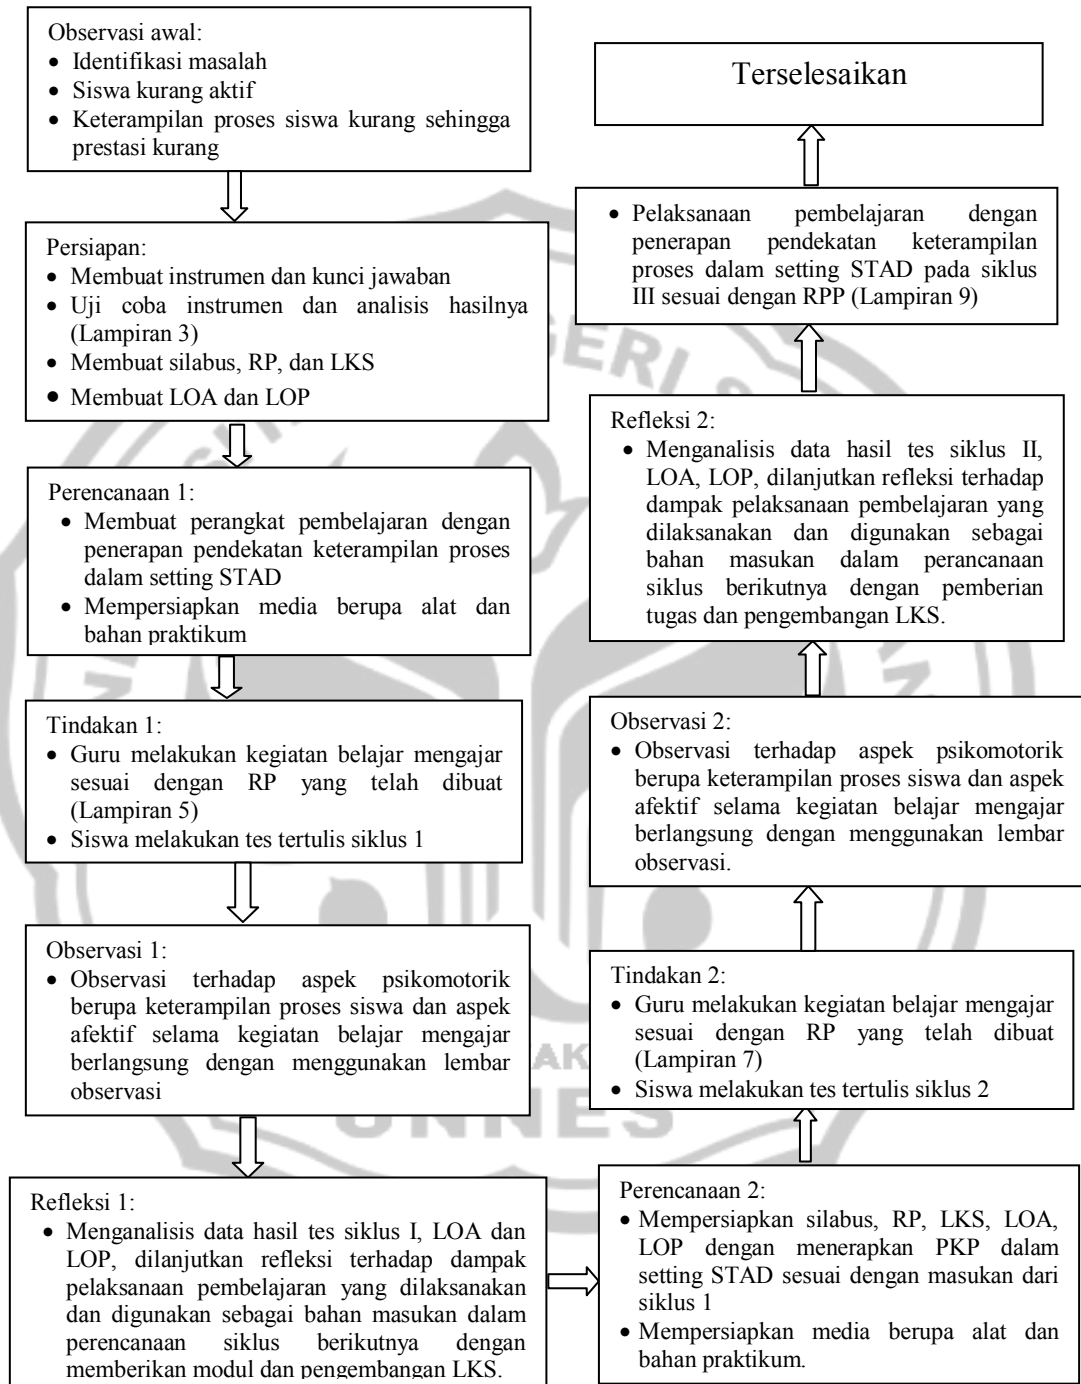 Observasi awal:
• Identifikasi masalah
• Siswa kurang aktif
• Keterampilan proses siswa kurang sehingga
prestasi kurang
Persiapan:
• Membuat instrumen dan kunci jawaban
• Uji coba instrumen dan analisis hasilnya
(Lampiran 3)
• Membuat silabus, RP, dan LKS
• Membuat LOA dan LOP
Perencanaan 1:
• Membuat perangkat pembelajaran dengan
penerapan pendekatan keterampilan proses
dalam setting STAD
• Mempersiapkan media berupa alat dan
bahan praktikum
Tindakan 1:
• Guru melakukan kegiatan belajar mengajar
sesuai dengan RP yang telah dibuat
(Lampiran 5)
• Siswa melakukan tes tertulis siklus 1
Observasi 1:
• Observasi terhadap aspek psikomotorik
berupa keterampilan proses siswa dan aspek
afektif selama kegiatan belajar mengajar
berlangsung dengan menggunakan lembar
observasi
Refleksi 1:
• Menganalisis data hasil tes siklus I, LOA dan
LOP, dilanjutkan refleksi terhadap dampak
pelaksanaan pembelajaran yang dilaksanakan
dan digunakan sebagai bahan masukan dalam
perencanaan siklus berikutnya dengan
memberikan modul dan pengembangan LKS.
Perencanaan 2:
• Mempersiapkan silabus, RP, LKS, LOA,
LOP dengan menerapkan PKP dalam
setting STAD sesuai dengan masukan dari
siklus 1
• Mempersiapkan media berupa alat dan
bahan praktikum.
Tindakan 2:
• Guru melakukan kegiatan belajar mengajar
sesuai dengan RP yang telah dibuat
(Lampiran 7)
• Siswa melakukan tes tertulis siklus 2
Observasi 2:
• Observasi terhadap aspek psikomotorik
berupa keterampilan proses siswa dan aspek
afektif selama kegiatan belajar mengajar
berlangsung dengan menggunakan lembar
observasi.
Refleksi 2:
• Menganalisis data hasil tes siklus II,
LOA, LOP, dilanjutkan refleksi terhadap
dampak pelaksanaan pembelajaran yang
dilaksanakan dan digunakan sebagai
bahan masukan dalam perancanaan
siklus berikutnya dengan pemberian
tugas dan pengembangan LKS.
• Pelaksanaan pembelajaran dengan
penerapan pendekatan keterampilan
proses dalam setting STAD pada siklus
III sesuai dengan RPP (Lampiran 9)
Terselesaikan
UNNES